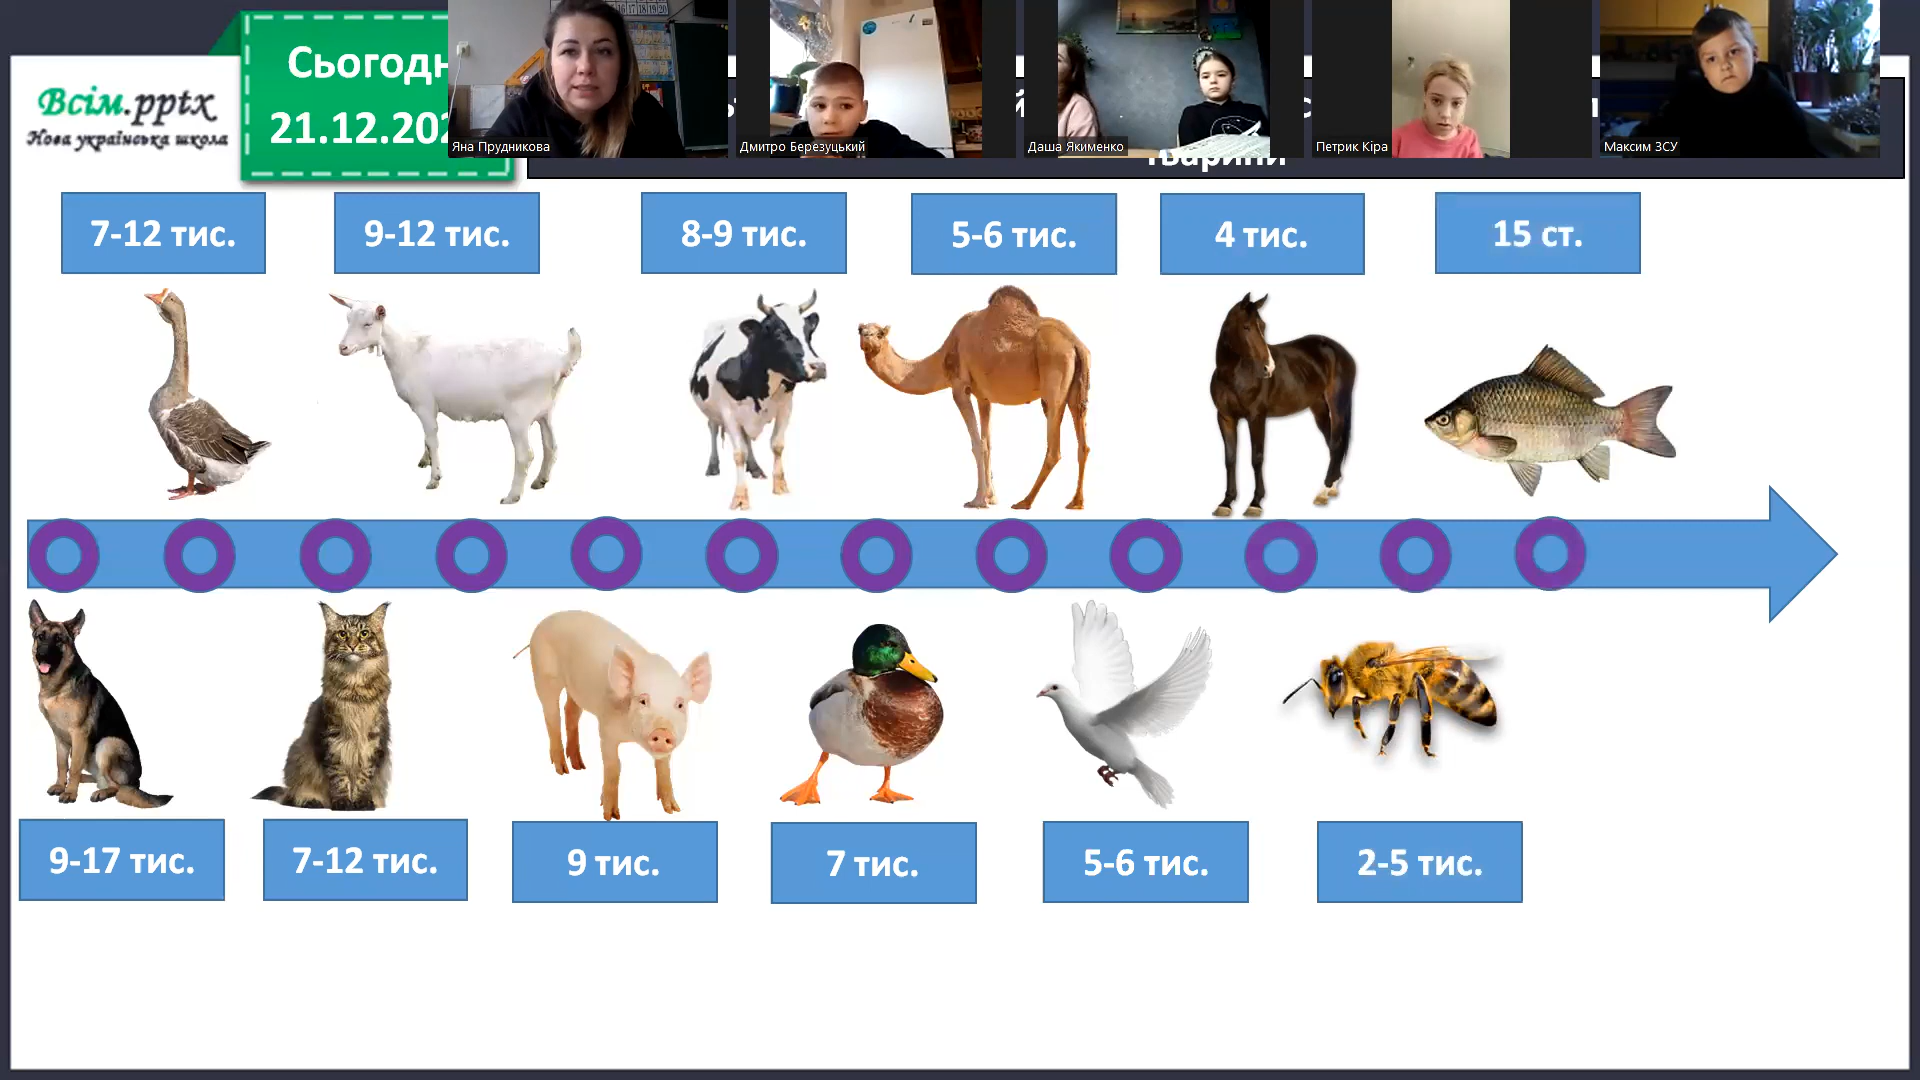 Всім.pptx
Нова українська школа
Сьогодн
21.12.202
Яна Прудникова
Дмитро Березуцький
Даша Якименко
Петрик Кіра
Максим ЗСУ
тварини
7-12 тис.
9-12 тис.
8-9 тис.
5-6 тис.
4 тис.
15 ст.
9-17 тис.
7-12 тис.
9 тис.
7 тис.
5-6 тис.
2-5 тис.